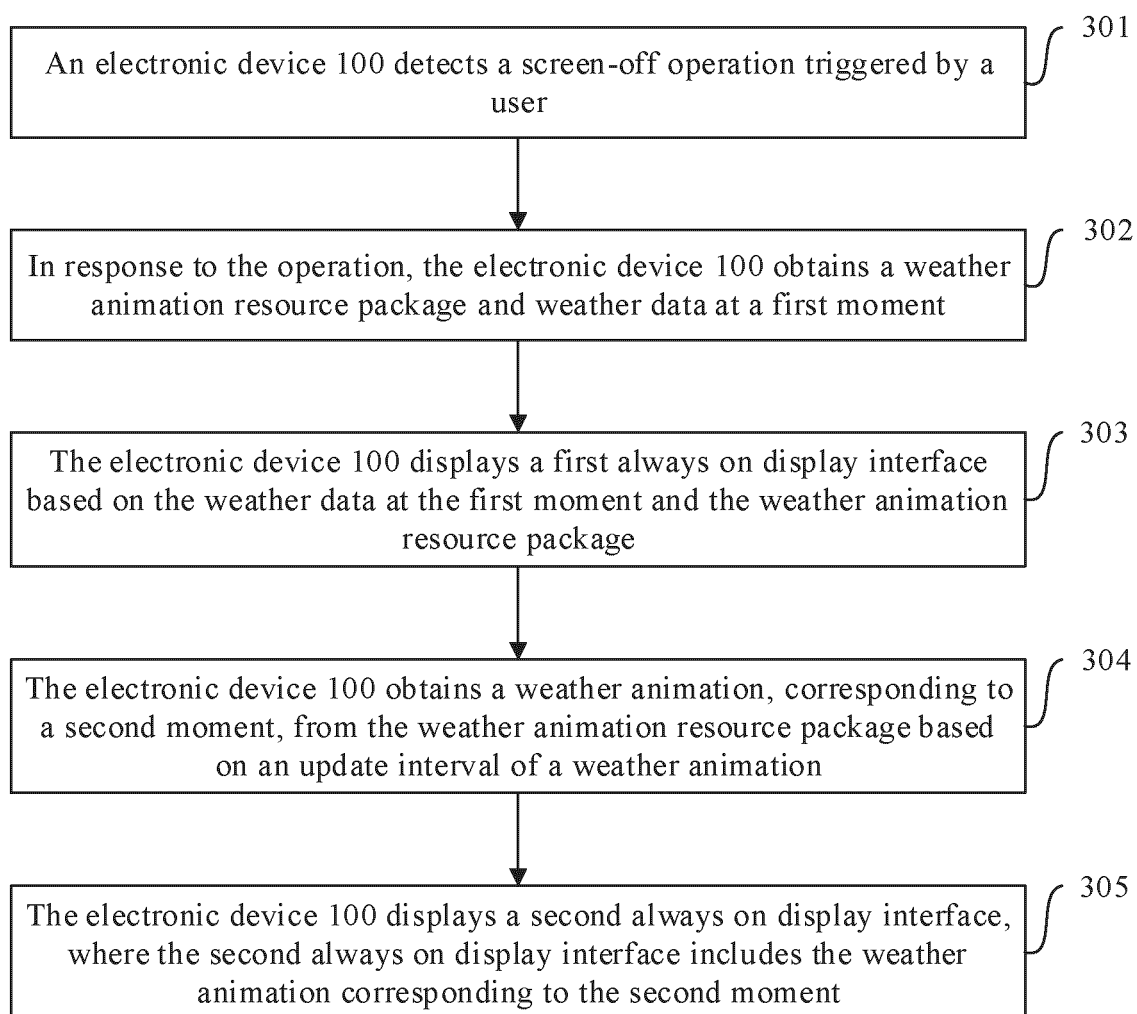 301
An electronic device 100 detects a screen-off operation triggered by a
user
302
In response to the operation, the electronic device 100 obtains a weather
animation resource package and weather data at a first moment
303
The electronic device 100 displays a first always on display interface
based on the weather data at the first moment and the weather animation
resource package
304
The electronic device 100 obtains a weather animation, corresponding to
a second moment, from the weather animation resource package based
on an update interval of a weather animation
305
The electronic device 100 displays a second always on display interface,
where the second always on display interface includes the weather
animation corresponding to the second moment